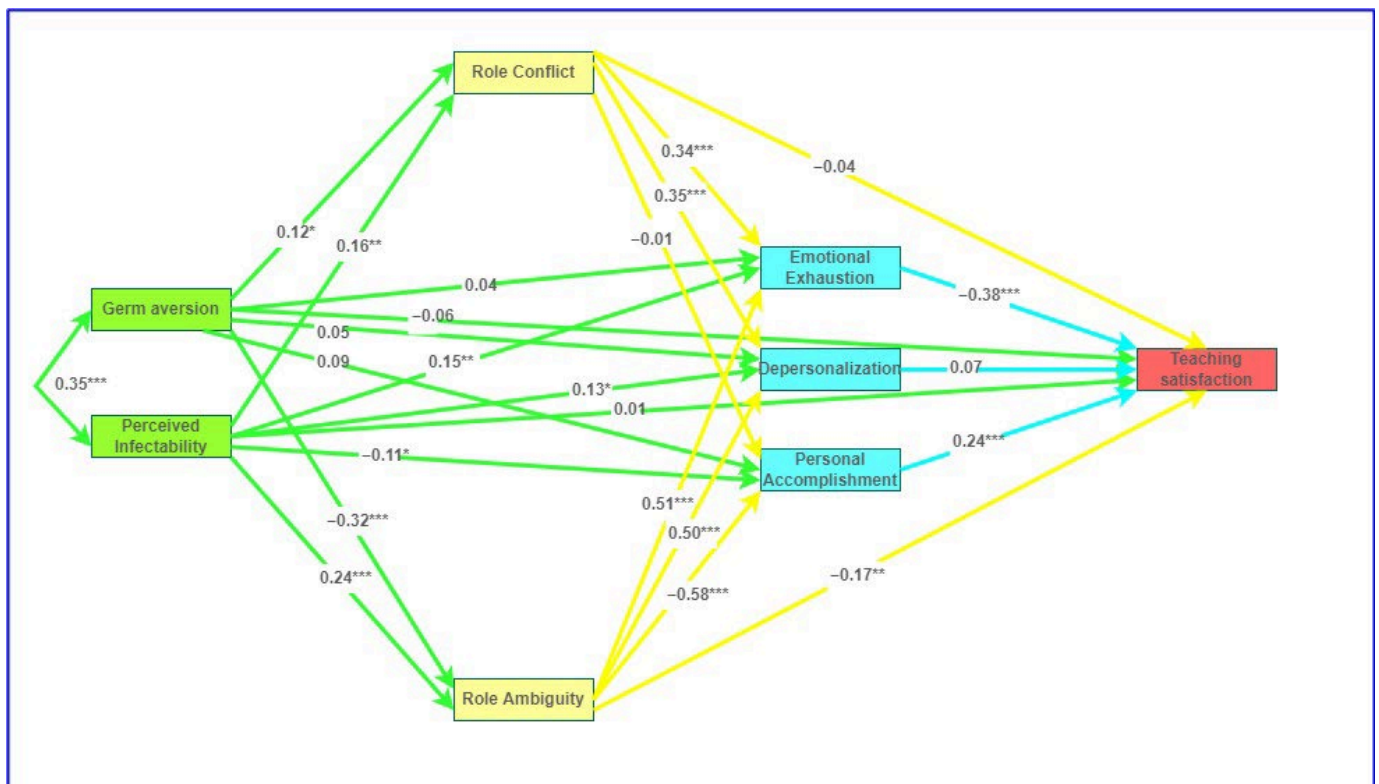 Role Conflict
0.34***
−0.04
0.35***
0.12*
0.16**
−0.01
Emotional
Exhaustion
0.04
−0.38***
Germ aversion
−0.06
0.05
0.09
0.15**
Depersonalization
0.07
Teaching
satisfaction
0.35***
0.13*
0.01
Perceived
Infectability
−0.11*
Personal
Accomplishment
0.24***
0.51***
−0.32***
0.50***
0.24***
−0.58***
−0.17**
Role Ambiguity